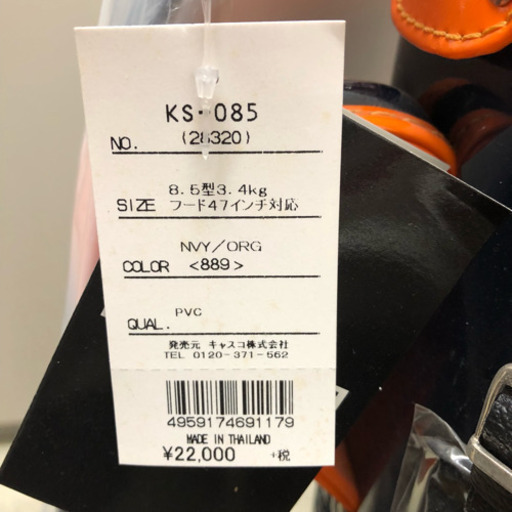 KS-085
NO. (28320)
8.5型3.4kg
SIZE フード47インチ対応
NVY/ORG
COLOR <889>
PVC
QUAL.
発売元 キャスコ株式会社
TEL 0120-371-562
4959174691179
MADE IN THAILAND
¥22,000 +税